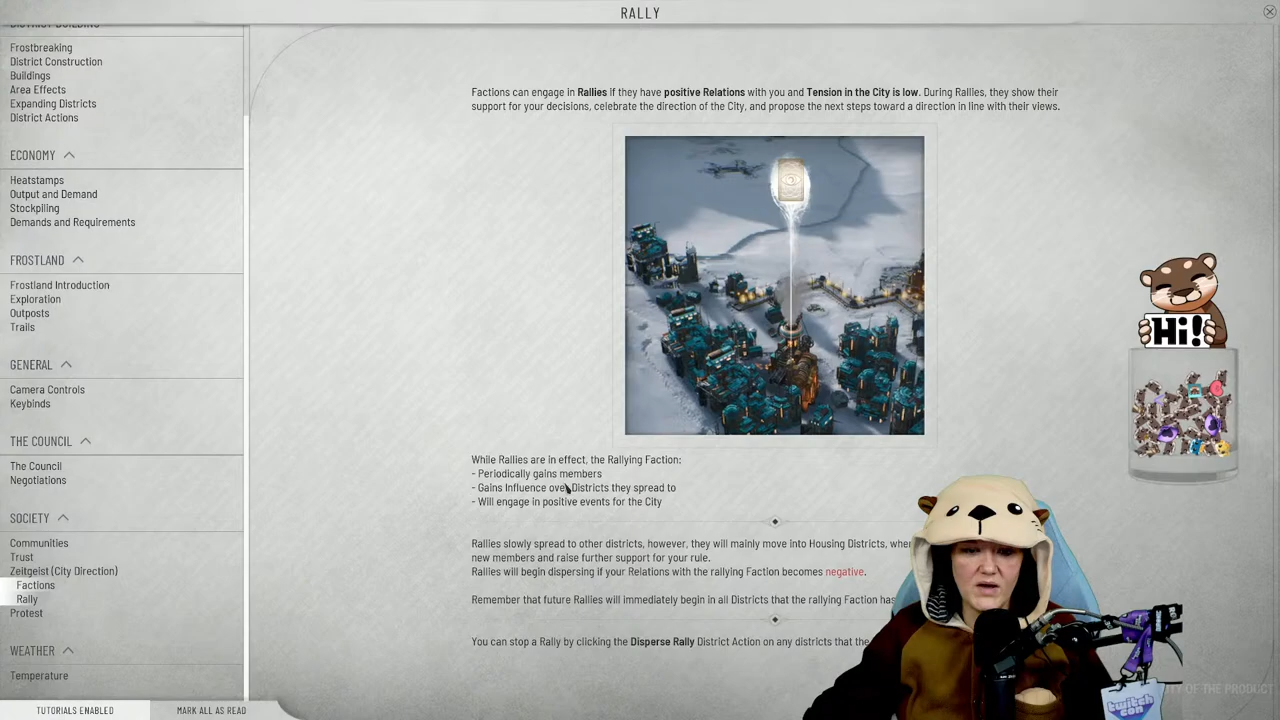 RALLY
DISTRICT BUILDING
Frostbreaking
District Construction
Buildings
Area Effects
Expanding Districts
District Actions
ECONOMY
Heatstamps
Output and Demand
Stockpiling
Demands and Requirements
FROSTLAND
Frostland Introduction
Exploration
Outposts
Trails
GENERAL
Camera Controls
Keybinds
THE COUNCIL
The Council
Negotiations
SOCIETY
Communities
Trust
Zeitgeist (City Direction)
Factions
Rally
Protest
WEATHER
Temperature
TUTORIALS ENABLED
MARK ALL AS READ
Factions can engage in Rallies if they have positive Relations with you and Tension in the City is low. During Rallies, they show their
support for your decisions, celebrate the direction of the City, and propose the next steps toward a direction in line with their views.
While Rallies are in effect, the Rallying Faction:
- Periodically gains members
- Gains Influence over Districts they spread to
- Will engage in positive events for the City
Rallies slowly spread to other districts, however, they will mainly move into Housing Districts,
new members and raise further support for your rule.
Rallies will begin dispersing if your Relations with the rallying Faction becomes negative.
Remember that future Rallies will immediately begin in all Districts that the rallying Faction has
You can stop a Rally by clicking the Disperse Rally District Action on any districts that the
Hi!
twitch
con
OF THE PRODUCT